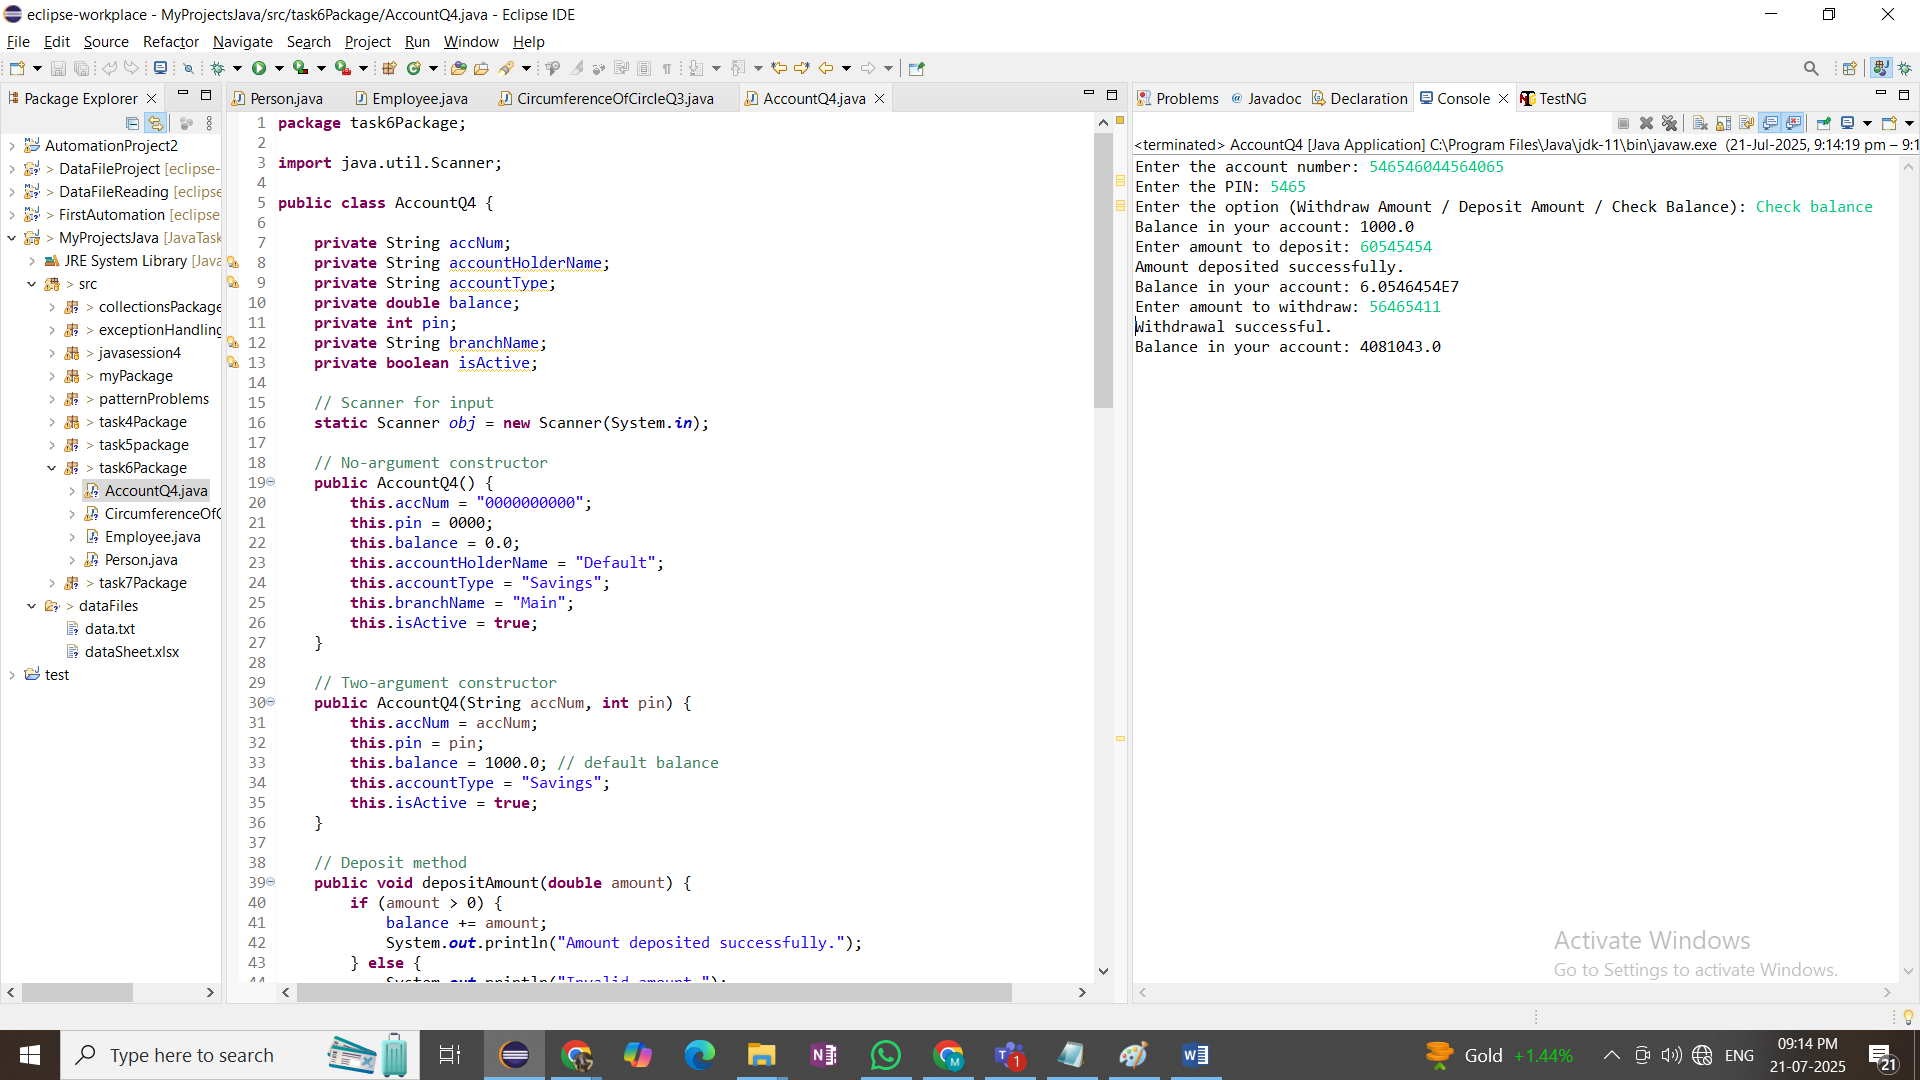 eclipse-workplace - MyProjectsJava/src/task6Package/AccountQ4.java - Eclipse IDE
File Edit Source Refactor Navigate Search Project Run Window Help
Package Explorer
AutomationProject2
> DataFileProject [eclipse-
> DataFileReading [eclipse
> FirstAutomation [eclipse
> MyProjectsJava [JavaTask
JRE System Library [Java
> src
> collectionsPackage
> exceptionHandling
> javasession4
> myPackage
> patternProblems
> task4Package
> task5package
> task6Package
AccountQ4.java
CircumferenceOfC
Employee.java
Person.java
> task7Package
> dataFiles
data.txt
dataSheet.xlsx
test
Person.java Employee.java CircumferenceOfCircleQ3.java AccountQ4.java
1 package task6Package;
2
3 import java.util.Scanner;
4
5 public class AccountQ4 {
6
7 private String accNum;
8 private String accountHolderName;
9 private String accountType;
10 private double balance;
11 private int pin;
12 private String branchName;
13 private boolean isActive;
14
15 // Scanner for input
16 static Scanner obj = new Scanner(System.in);
17
18 // No-argument constructor
19 public AccountQ4() {
20 this.accNum = "0000000000";
21 this.pin = 0000;
22 this.balance = 0.0;
23 this.accountHolderName = "Default";
24 this.accountType = "Savings";
25 this.branchName = "Main";
26 this.isActive = true;
27 }
28
29 // Two-argument constructor
30 public AccountQ4(String accNum, int pin) {
31 this.accNum = accNum;
32 this.pin = pin;
33 this.balance = 1000.0; // default balance
34 this.accountType = "Savings";
35 this.isActive = true;
36 }
37
38 // Deposit method
39 public void depositAmount(double amount) {
40 if (amount > 0) {
41 balance += amount;
42 System.out.println("Amount deposited successfully.");
43 } else {
44 System.out.println("Invalid amount.");
Problems @ Javadoc Declaration Console TestNG
<terminated> AccountQ4 [Java Application] C:\Program Files\Java\jdk-11\bin\javaw.exe (21-Jul-2025, 9:14:19 pm – 9:1
Enter the account number: 546546044564065
Enter the PIN: 5465
Enter the option (Withdraw Amount / Deposit Amount / Check Balance): Check balance
Balance in your account: 1000.0
Enter amount to deposit: 60545454
Amount deposited successfully.
Balance in your account: 6.0546454E7
Enter amount to withdraw: 56465411
Withdrawal successful.
Balance in your account: 4081043.0
Activate Windows
Go to Settings to activate Windows.
Type here to search
Gold +1.44%
ENG
09:14 PM
21-07-2025
21